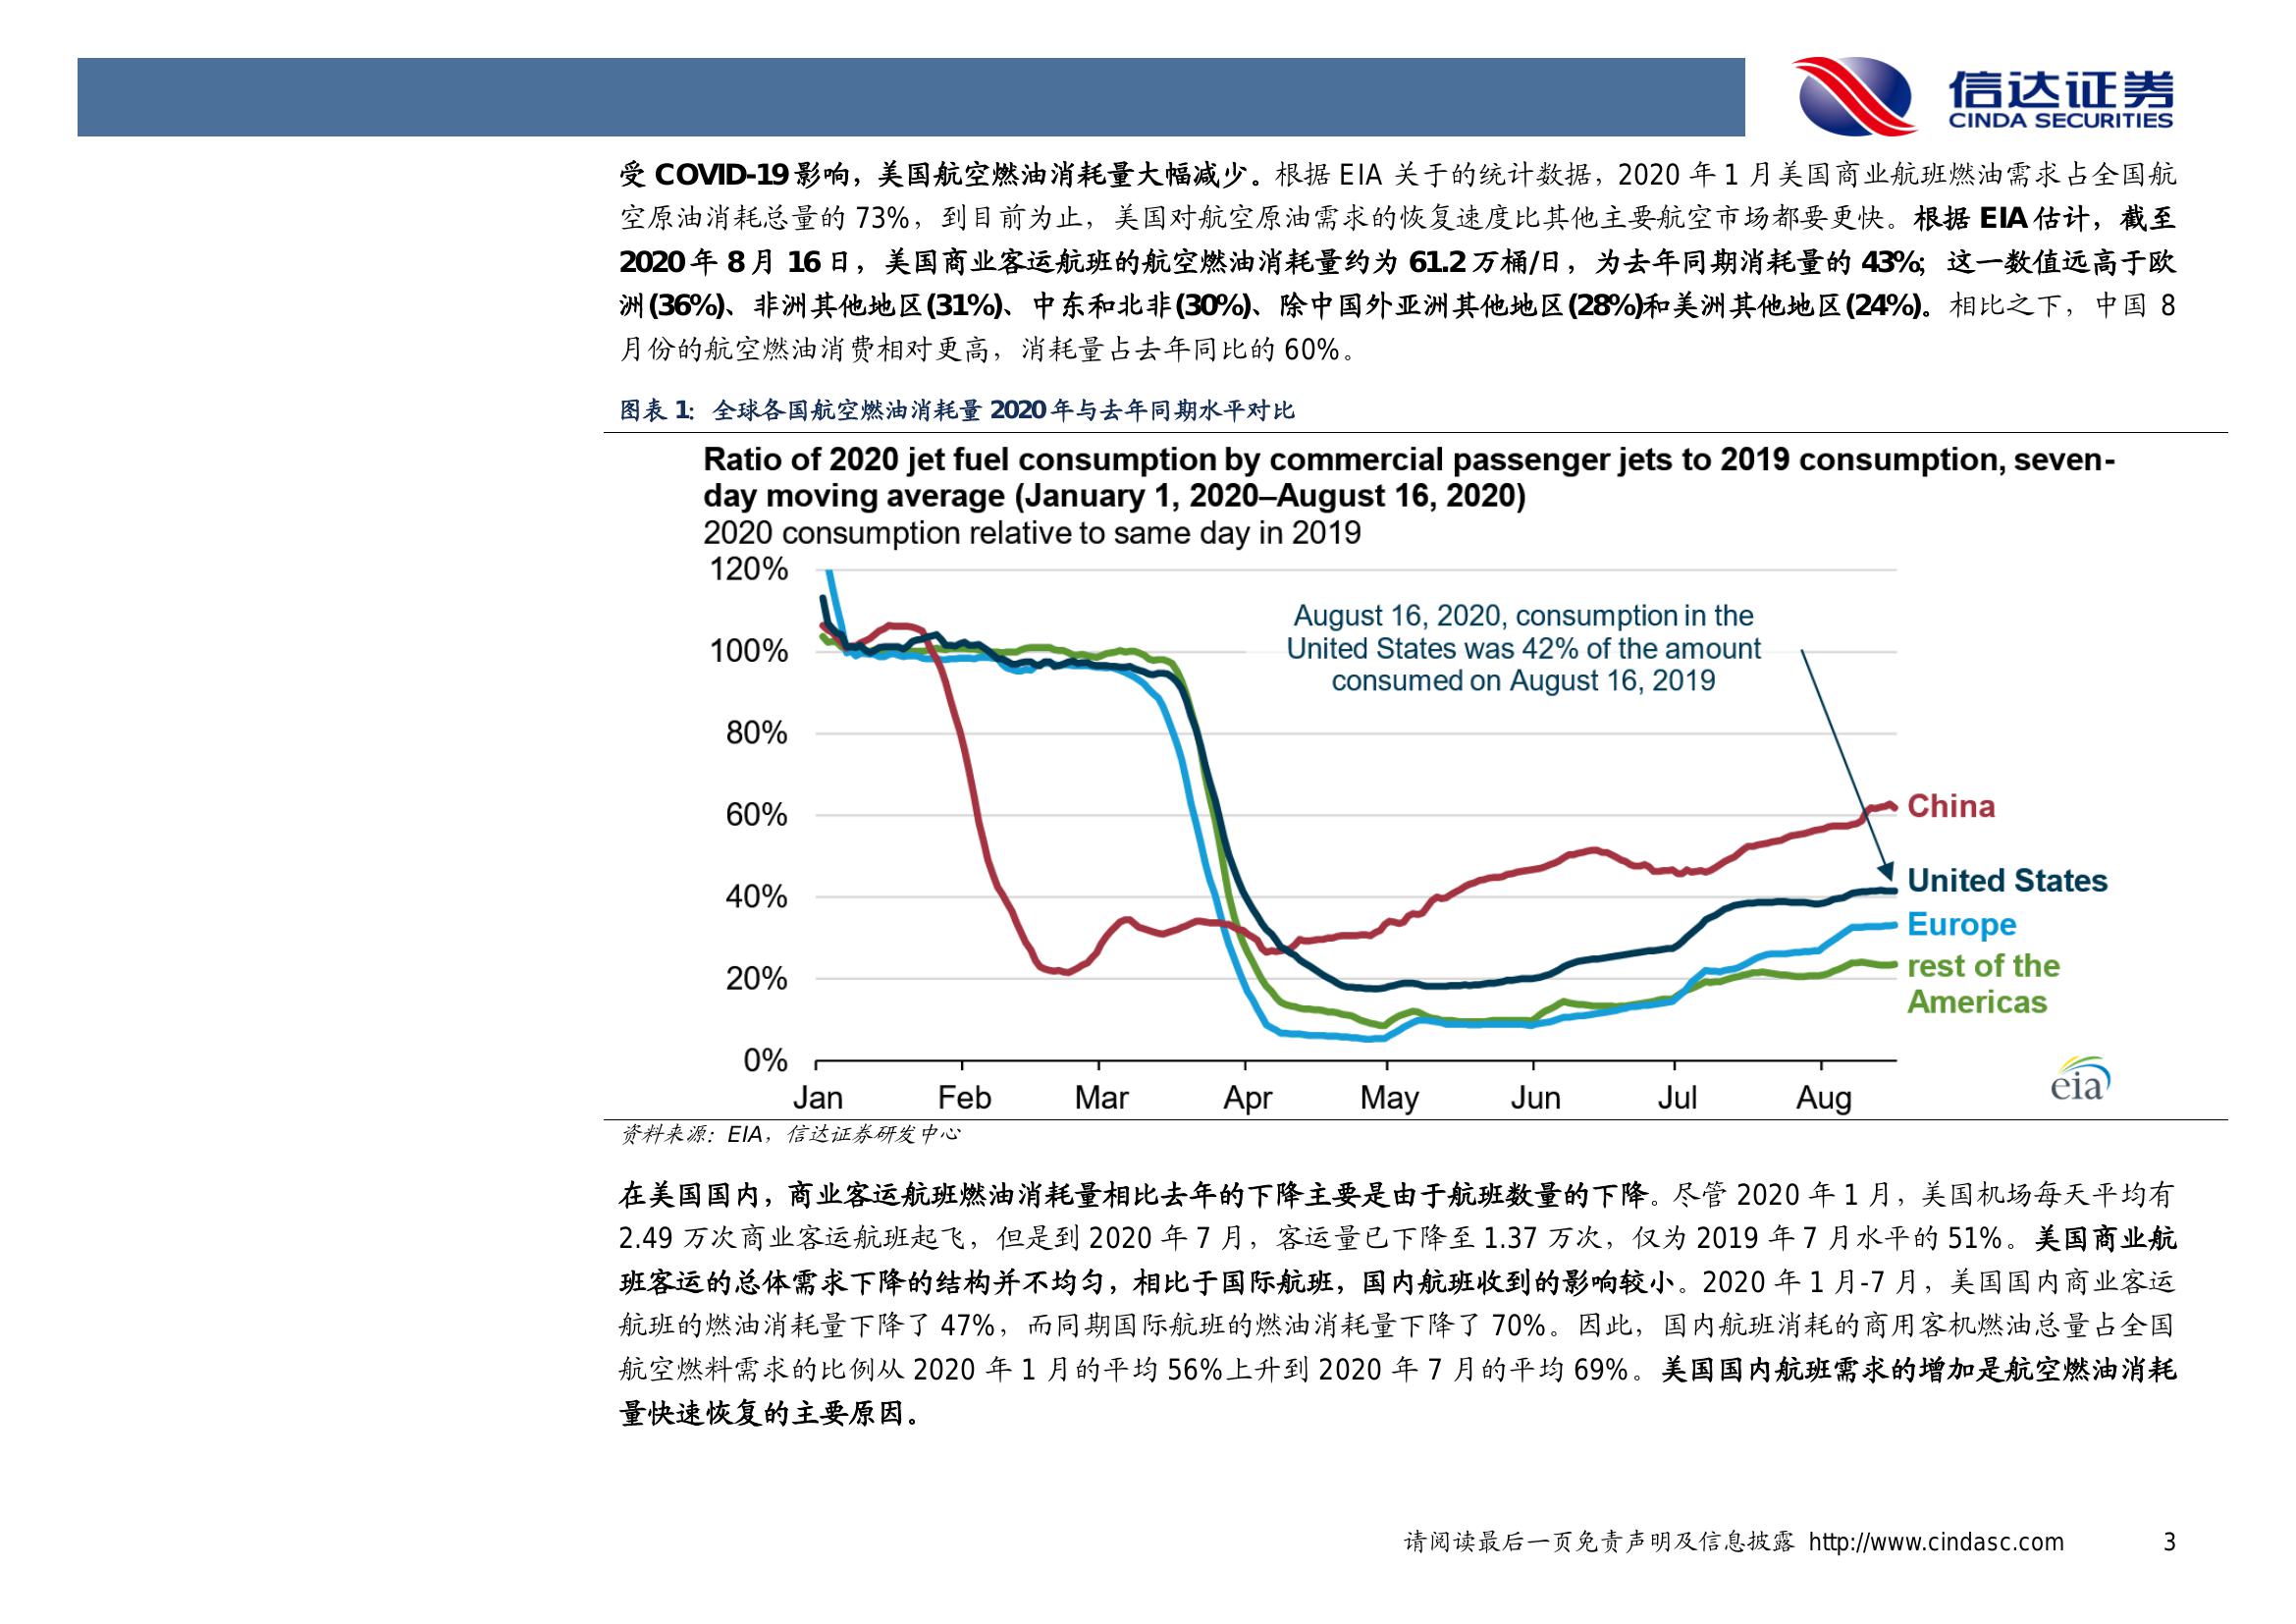 信达证券
CINDA SECURITIES
受 COVID-19 影响，美国航空燃油消耗量大幅减少。根据 EIA 关于的统计数据，2020 年 1 月美国商业航班燃油需求占全国航
空原油消耗总量的 73%，到目前为止，美国对航空原油需求的恢复速度比其他主要航空市场都要更快。根据 EIA 估计，截至
2020 年 8 月 16 日，美国商业客运航班的航空燃油消耗量约为 61.2 万桶/日，为去年同期消耗量的 43%；这一数值远高于欧
洲(36%)、非洲其他地区(31%)、中东和北非(30%)、除中国外亚洲其他地区(28%)和美洲其他地区(24%)。相比之下，中国 8
月份的航空燃油消费相对更高，消耗量占去年同比的 60%。
图表 1：全球各国航空燃油消耗量 2020 年与去年同期水平对比
Ratio of 2020 jet fuel consumption by commercial passenger jets to 2019 consumption, seven-
day moving average (January 1, 2020–August 16, 2020)
2020 consumption relative to same day in 2019
120%
100%
80%
60%
40%
20%
0%
August 16, 2020, consumption in the
United States was 42% of the amount
consumed on August 16, 2019
China
United States
Europe
rest of the
Americas
Jan Feb Mar Apr May Jun Jul Aug
eia
资料来源：EIA，信达证券研发中心
在美国国内，商业客运航班燃油消耗量相比去年的下降主要是由于航班数量的下降。尽管 2020 年 1 月，美国机场每天平均有
2.49 万次商业客运航班起飞，但是到 2020 年 7 月，客运量已下降至 1.37 万次，仅为 2019 年 7 月水平的 51%。美国商业航
班客运的总体需求下降的结构并不均匀，相比于国际航班，国内航班收到的影响较小。2020 年 1 月-7 月，美国国内商业客运
航班的燃油消耗量下降了 47%，而同期国际航班的燃油消耗量下降了 70%。因此，国内航班消耗的商用客机燃油总量占全国
航空燃料需求的比例从 2020 年 1 月的平均 56%上升到 2020 年 7 月的平均 69%。美国国内航班需求的增加是航空燃油消耗
量快速恢复的主要原因。
请阅读最后一页免责声明及信息披露 http://www.cindasc.com 3